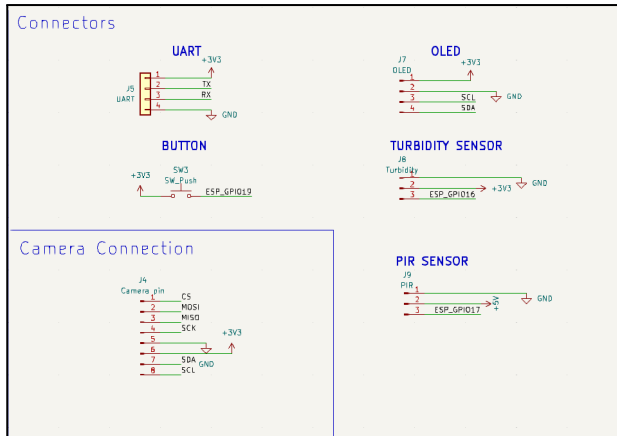 Connectors
UART
+3V3
J5
UART
1
2 TX
3 RX
4
GND
OLED
J7
OLED
+3V3
1
2
GND
3 SCL
4 SDA
BUTTON
SW3
SW_Push
+3V3
ESP_GPIO19
TURBIDITY SENSOR
J8
Turbidity
1
GND
2
+3V3
3 ESP_GPIO16
Camera Connection
J4
Camera pin
1 CS
2 MOSI
3 MISO
4 SCK
+3V3
5
6
GND
7 SDA
8 SCL
PIR SENSOR
J9
PIR
1
GND
2
+5V
3 ESP_GPIO17